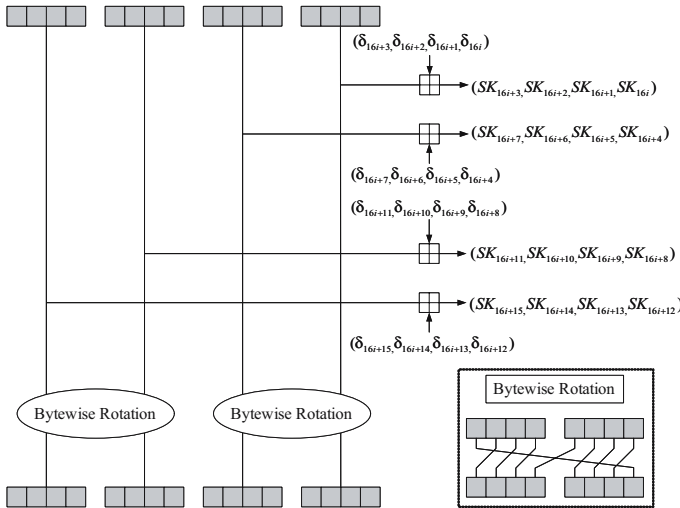 (δ₁₆ᵢ₊₃,δ₁₆ᵢ₊₂,δ₁₆ᵢ₊₁,δ₁₆ᵢ)
(SK₁₆ᵢ₊₃,SK₁₆ᵢ₊₂,SK₁₆ᵢ₊₁,SK₁₆ᵢ)
(SK₁₆ᵢ₊₇,SK₁₆ᵢ₊₆,SK₁₆ᵢ₊₅,SK₁₆ᵢ₊₄)
(δ₁₆ᵢ₊₇,δ₁₆ᵢ₊₆,δ₁₆ᵢ₊₅,δ₁₆ᵢ₊₄)
(δ₁₆ᵢ₊₁₁,δ₁₆ᵢ₊₁₀,δ₁₆ᵢ₊₉,δ₁₆ᵢ₊₈)
(SK₁₆ᵢ₊₁₁,SK₁₆ᵢ₊₁₀,SK₁₆ᵢ₊₉,SK₁₆ᵢ₊₈)
(SK₁₆ᵢ₊₁₅,SK₁₆ᵢ₊₁₄,SK₁₆ᵢ₊₁₃,SK₁₆ᵢ₊₁₂)
(δ₁₆ᵢ₊₁₅,δ₁₆ᵢ₊₁₄,δ₁₆ᵢ₊₁₃,δ₁₆ᵢ₊₁₂)
Bytewise Rotation
Bytewise Rotation
Bytewise Rotation